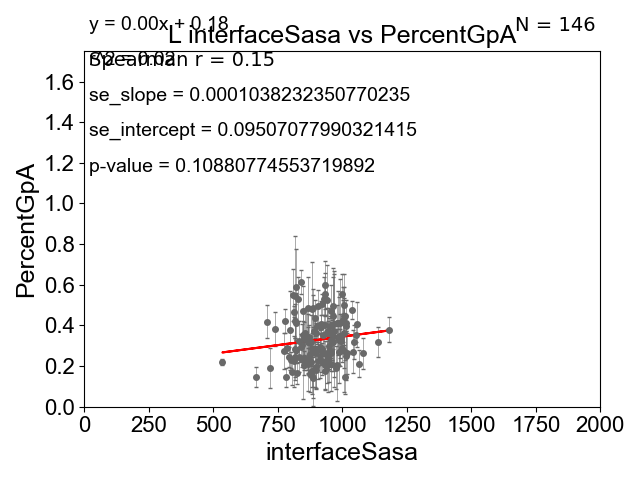 y = 0.00x + 0.18
N = 146
L interfaceSasa vs PercentGpA
R^2 = 0.02
Spearman r = 0.15
se_slope = 0.0001038232350770235
se_intercept = 0.09507077990321415
p-value = 0.10880774553719892
PercentGpA
1.6
1.4
1.2
1.0
0.8
0.6
0.4
0.2
0.0
0 250 500 750 1000 1250 1500 1750 2000
interfaceSasa